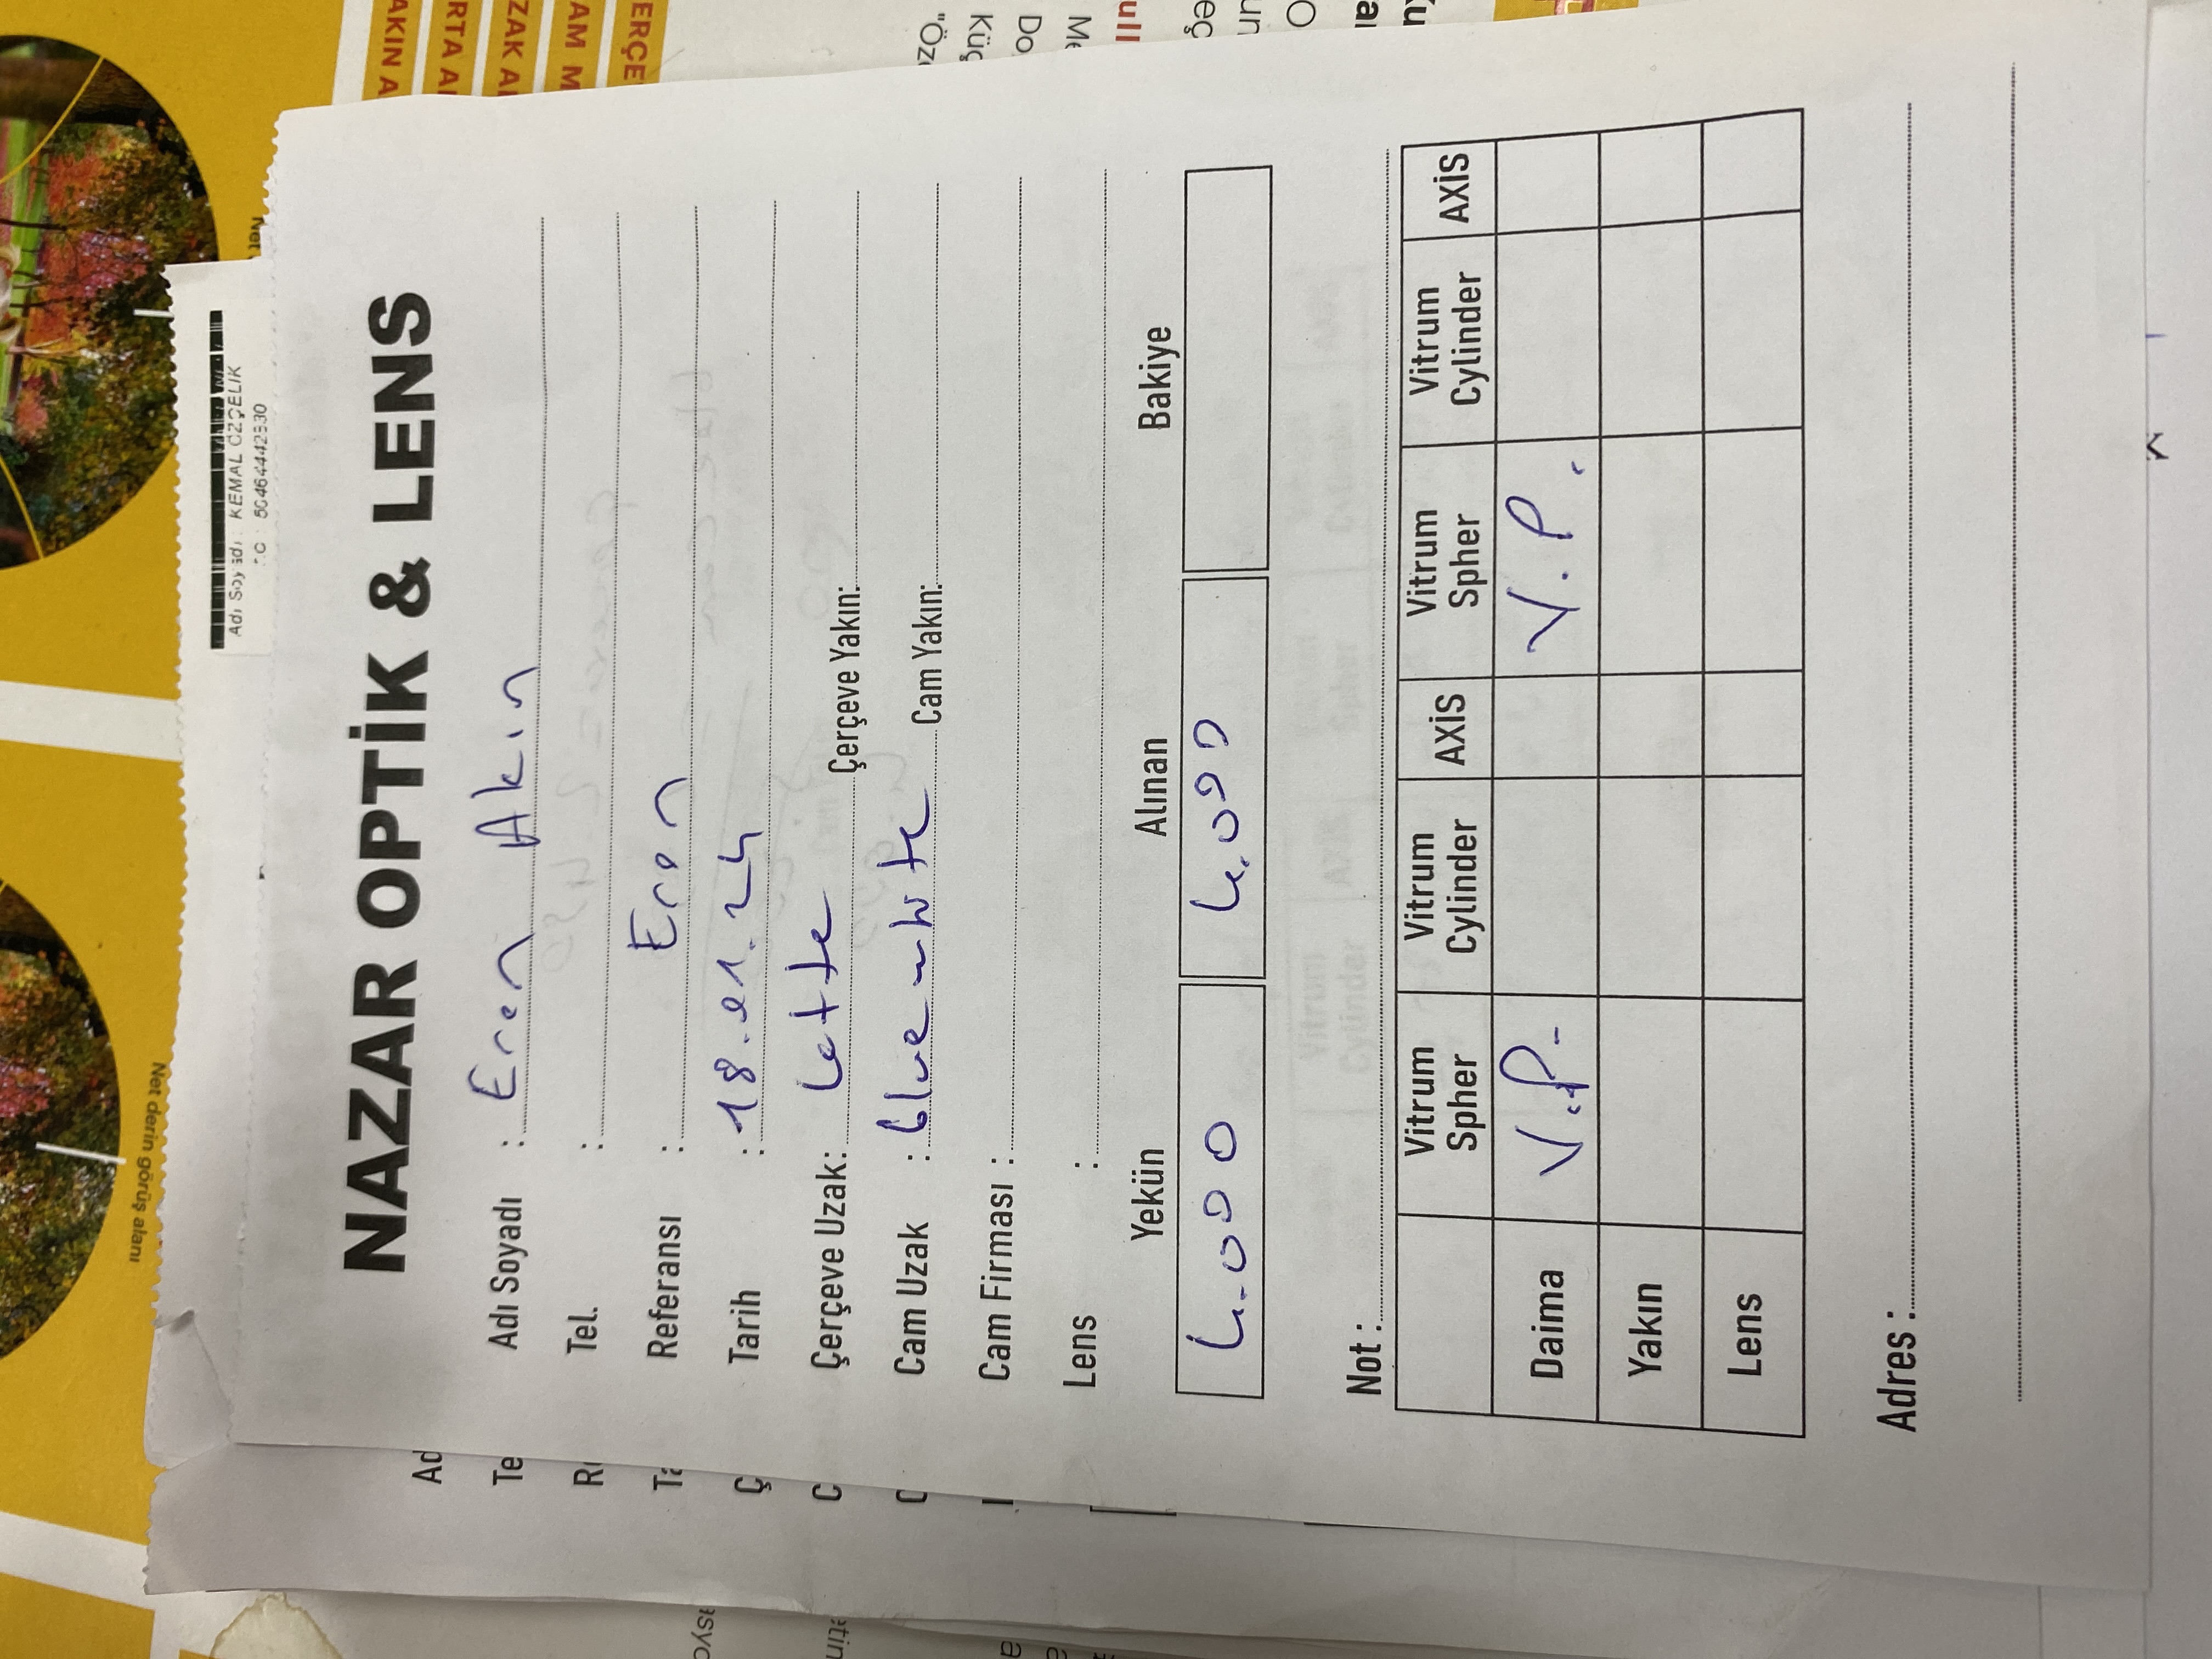 Net derin görüş alanı
Adı Soyadı : KEMAL ÖZÇELİK
NAZAR OPTİK & LENS
Adı Soyadı : Eren Akın
Tel. :
Referansı : Eren
Tarih : 18.01.24
Çerçeve Uzak: Lotte Çerçeve Yakın:
Cam Uzak : blue white Cam Yakın:
Cam Firması :
Lens :
Yekün Alınan Bakiye
4.000 4.000
Not :
Vitrum Spher Vitrum Cylinder AXİS Vitrum Spher Vitrum Cylinder AXİS
Daima V.P. V.P.
Yakın
Lens
Adres :